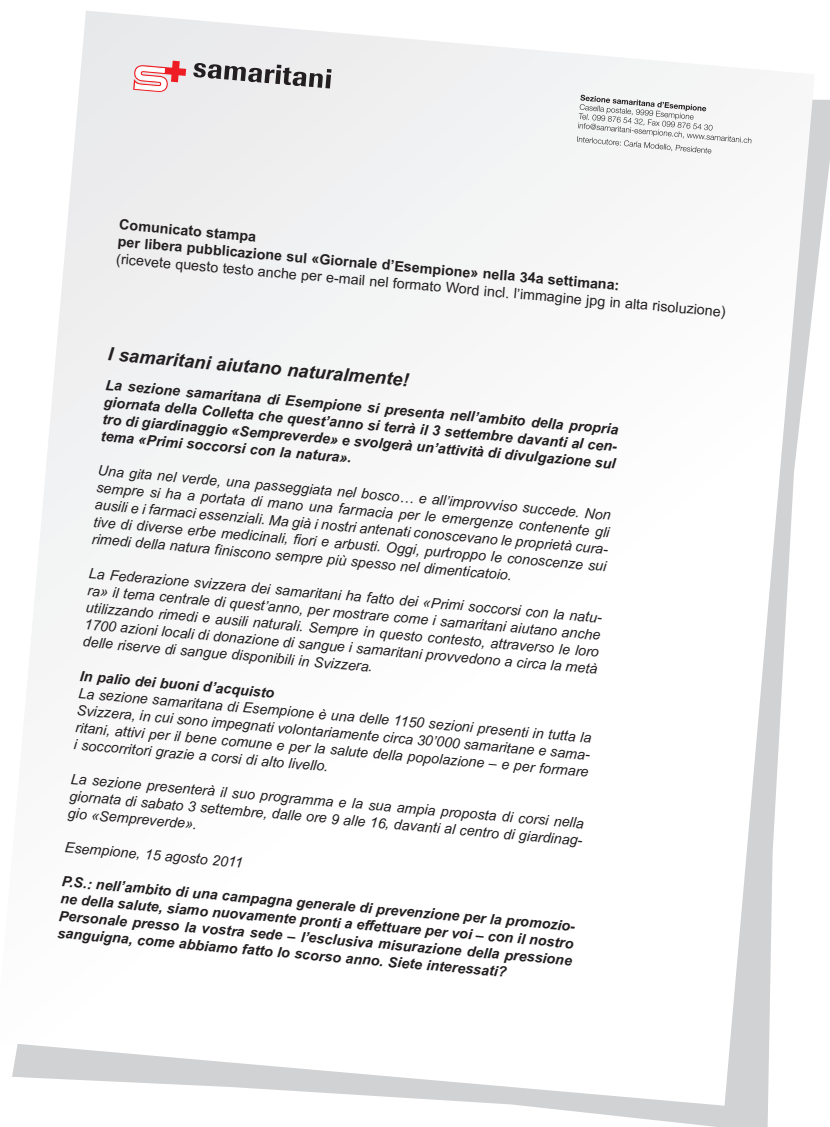 samaritani
Sezione samaritana d'Esempione
Casella postale, 9999 Esempione
Tel. 099 876 54 32, Fax 099 876 54 30
info@samaritani-esempione.ch, www.samaritani.ch
Interlocutore: Carla Modello, Presidente
Comunicato stampa
per libera pubblicazione sul «Giornale d'Esempione» nella 34a settimana:
(ricevete questo testo anche per e-mail nel formato Word incl. l'immagine jpg in alta risoluzione)
I samaritani aiutano naturalmente!
La sezione samaritana di Esempione si presenta nell'ambito della propria
giornata della Colletta che quest'anno si terrà il 3 settembre davanti al cen-
tro di giardinaggio «Sempreverde» e svolgerà un'attività di divulgazione sul
tema «Primi soccorsi con la natura».
Una gita nel verde, una passeggiata nel bosco… e all'improvviso succede. Non
sempre si ha a portata di mano una farmacia per le emergenze contenente gli
ausili e i farmaci essenziali. Ma già i nostri antenati conoscevano le proprietà cura-
tive di diverse erbe medicinali, fiori e arbusti. Oggi, purtroppo le conoscenze sui
rimedi della natura finiscono sempre più spesso nel dimenticatoio.
La Federazione svizzera dei samaritani ha fatto dei «Primi soccorsi con la natu-
ra» il tema centrale di quest'anno, per mostrare come i samaritani aiutano anche
utilizzando rimedi e ausili naturali. Sempre in questo contesto, attraverso le loro
1700 azioni locali di donazione di sangue i samaritani provvedono a circa la metà
delle riserve di sangue disponibili in Svizzera.
In palio dei buoni d'acquisto
La sezione samaritana di Esempione è una delle 1150 sezioni presenti in tutta la
Svizzera, in cui sono impegnati volontariamente circa 30'000 samaritane e sama-
ritani, attivi per il bene comune e per la salute della popolazione – e per formare
i soccorritori grazie a corsi di alto livello.
La sezione presenterà il suo programma e la sua ampia proposta di corsi nella
giornata di sabato 3 settembre, dalle ore 9 alle 16, davanti al centro di giardinag-
gio «Sempreverde».
Esempione, 15 agosto 2011
P.S.: nell'ambito di una campagna generale di prevenzione per la promozio-
ne della salute, siamo nuovamente pronti a effettuare per voi – con il nostro
Personale presso la vostra sede – l'esclusiva misurazione della pressione
sanguigna, come abbiamo fatto lo scorso anno. Siete interessati?